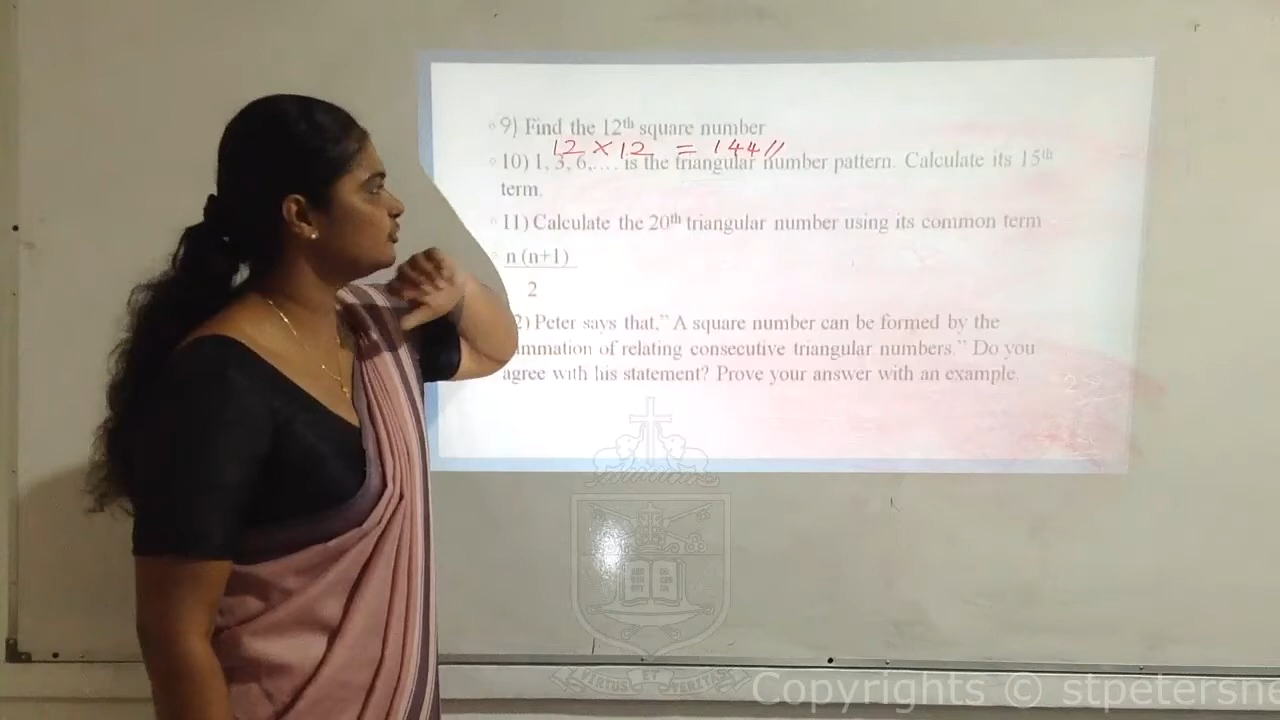 9) Find the 12th square number
12 × 12 = 144//
10) 1, 3, 6,.... is the triangular number pattern. Calculate its 15th
term.
11) Calculate the 20th triangular number using its common term
n (n+1)
2
2) Peter says that," A square number can be formed by the
mmation of relating consecutive triangular numbers." Do you
agree with his statement? Prove your answer with an example.
VIRTUS ET VERITAS
Copyrights © stpetersne